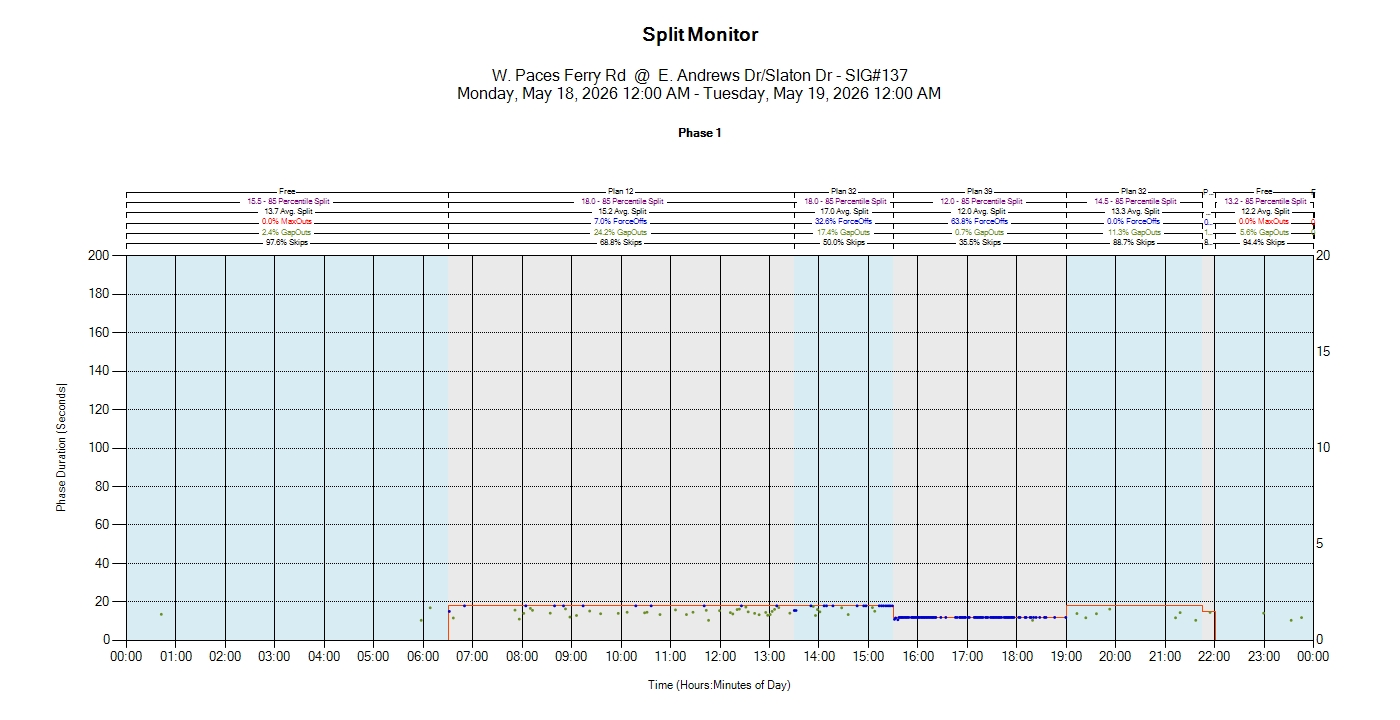 Split Monitor
W. Paces Ferry Rd @ E. Andrews Dr/Slaton Dr - SIG#137
Monday, May 18, 2026 12:00 AM - Tuesday, May 19, 2026 12:00 AM
Phase 1
Free Plan 12 Plan 32 Plan 39 Plan 32 P... Free F
15.5 - 85 Percentile Split 18.0 - 85 Percentile Split 18.0 - 85 Percentile Split 12.0 - 85 Percentile Split 14.5 - 85 Percentile Split 13.2 - 85 Percentile Split
13.7 Avg. Split 15.2 Avg. Split 17.0 Avg. Split 12.0 Avg. Split 13.3 Avg. Split ... 12.2 Avg. Split
0.0% MaxOuts 7.0% ForceOffs 32.6% ForceOffs 63.8% ForceOffs 0.0% ForceOffs 0... 0.0% MaxOuts
2.4% GapOuts 24.2% GapOuts 17.4% GapOuts 0.7% GapOuts 11.3% GapOuts 1... 5.6% GapOuts
97.6% Skips 68.8% Skips 50.0% Skips 35.5% Skips 88.7% Skips 8... 94.4% Skips
200 20
180
160
15
140
120
100 10
80
60
5
40
20
0 0
Phase Duration (Seconds)
00:00 01:00 02:00 03:00 04:00 05:00 06:00 07:00 08:00 09:00 10:00 11:00 12:00 13:00 14:00 15:00 16:00 17:00 18:00 19:00 20:00 21:00 22:00 23:00 00:00
Time (Hours:Minutes of Day)